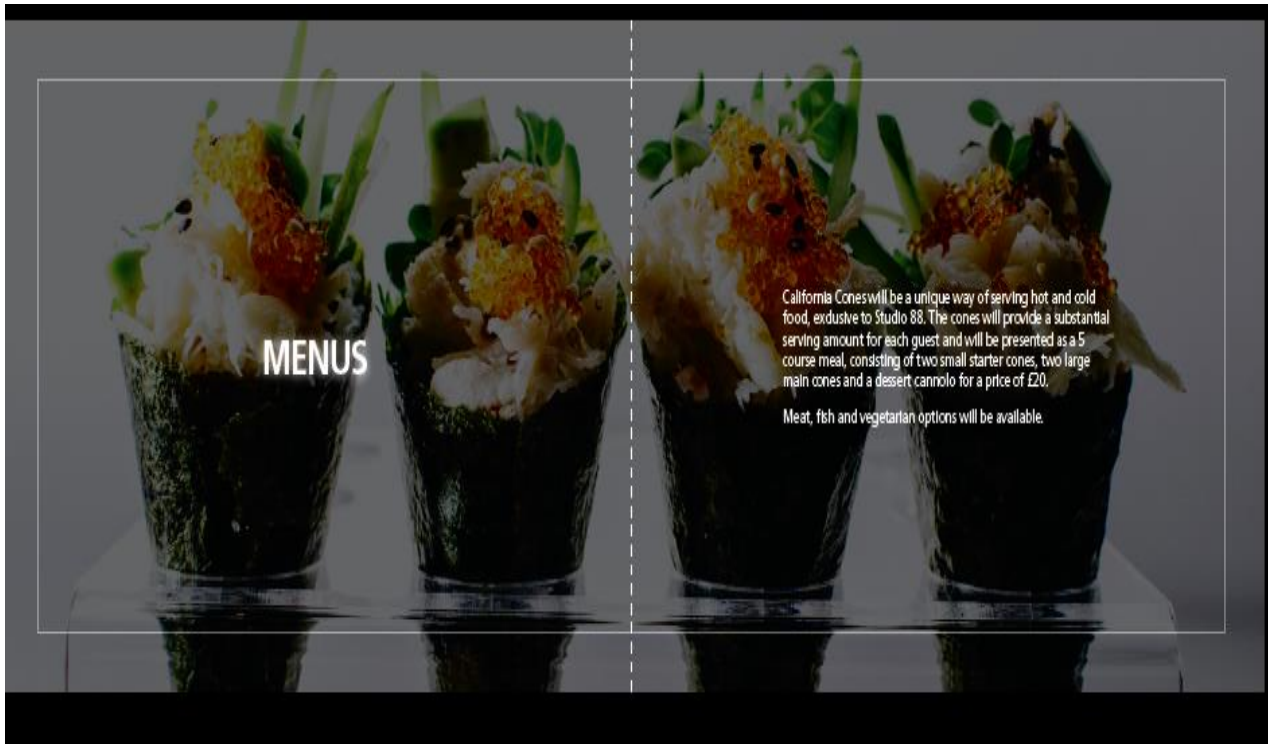 MENUS
California Cones will be a unique way of serving hot and cold
food, exclusive to Studio 88. The cones will provide a substantial
serving amount for each guest and will be presented as a 5
course meal, consisting of two small starter cones, two large
main cones and a dessert cannolo for a price of £20.
Meat, fish and vegetarian options will be available.